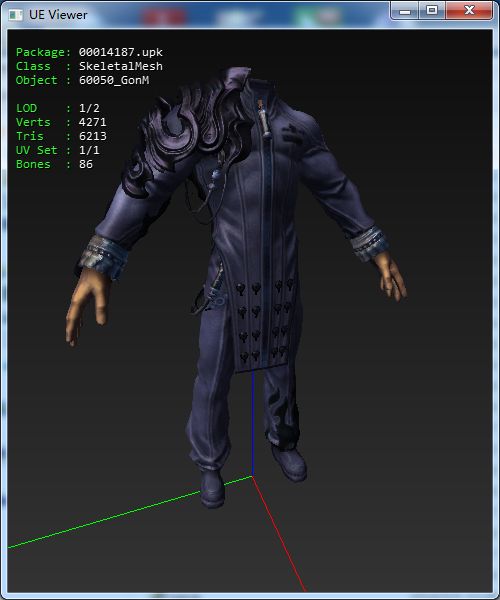 UE Viewer
Package: 00014187.upk
Class : SkeletalMesh
Object : 60050_GonM
LOD : 1/2
Verts : 4271
Tris : 6213
UV Set : 1/1
Bones : 86